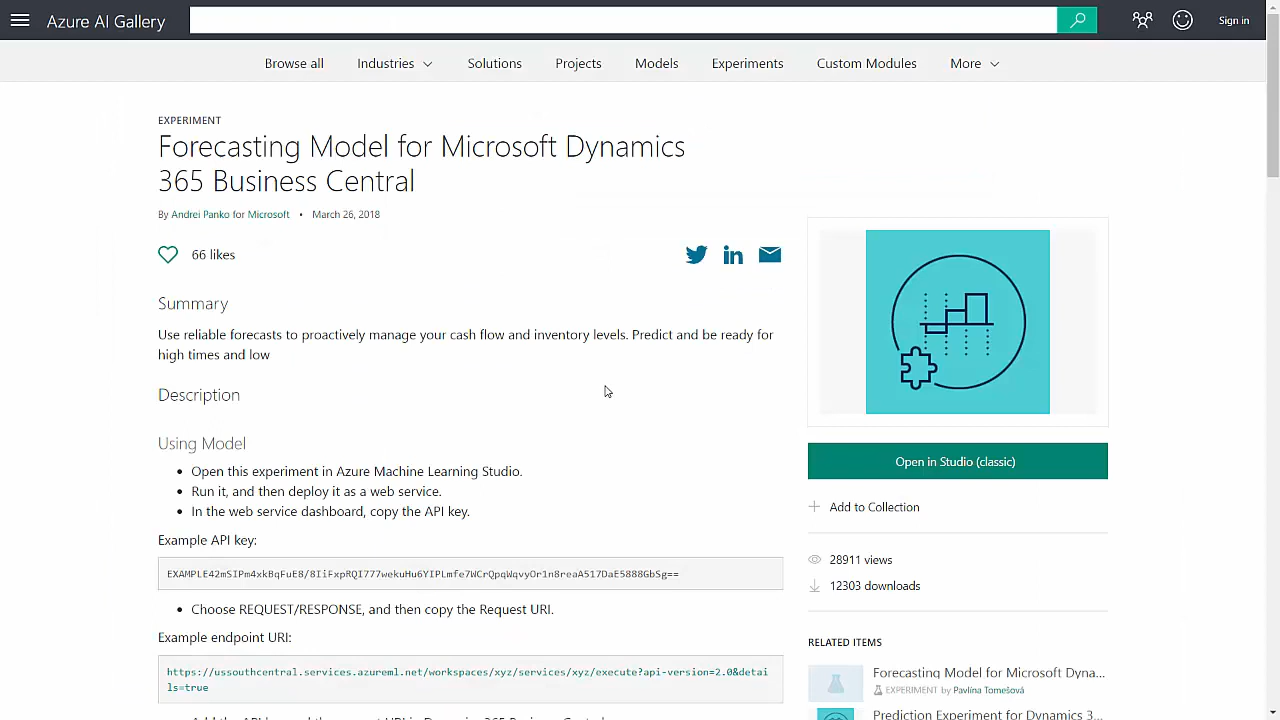 Azure AI Gallery
Sign in
Browse all Industries Solutions Projects Models Experiments Custom Modules More
EXPERIMENT
Forecasting Model for Microsoft Dynamics
365 Business Central
By Andrei Panko for Microsoft • March 26, 2018
66 likes
Summary
Use reliable forecasts to proactively manage your cash flow and inventory levels. Predict and be ready for
high times and low
Description
Using Model
• Open this experiment in Azure Machine Learning Studio.
• Run it, and then deploy it as a web service.
• In the web service dashboard, copy the API key.
Example API key:
EXAMPLE42mSIPm4xkBqFuE8/8IiFxpRQI777wekuHu6YIPLmfe7WCrQpqWqvyOr1n8reaA517DaE5888GbSg==
• Choose REQUEST/RESPONSE, and then copy the Request URI.
Example endpoint URI:
https://ussouthcentral.services.azureml.net/workspaces/xyz/services/xyz/execute?api-version=2.0&detai
ls=true
Open in Studio (classic)
Add to Collection
28911 views
12303 downloads
RELATED ITEMS
Forecasting Model for Microsoft Dyna...
EXPERIMENT by Pavlína Tomešová
Prediction Experiment for Dynamics 3...